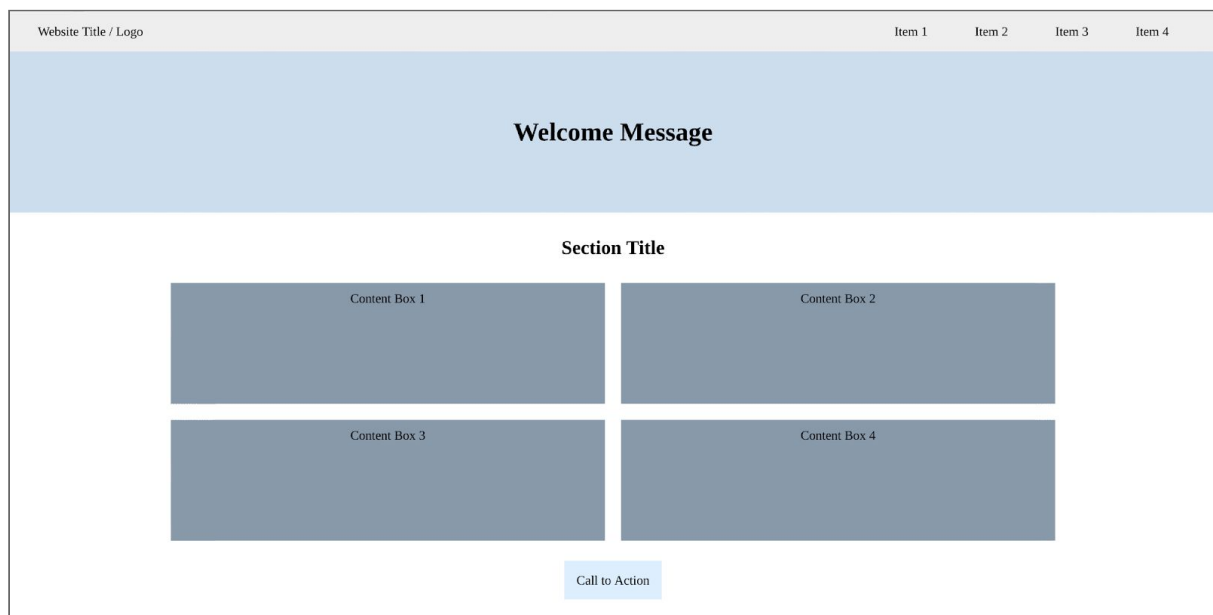 Website Title / Logo
Item 1 Item 2 Item 3 Item 4
Welcome Message
Section Title
Content Box 1
Content Box 2
Content Box 3
Content Box 4
Call to Action